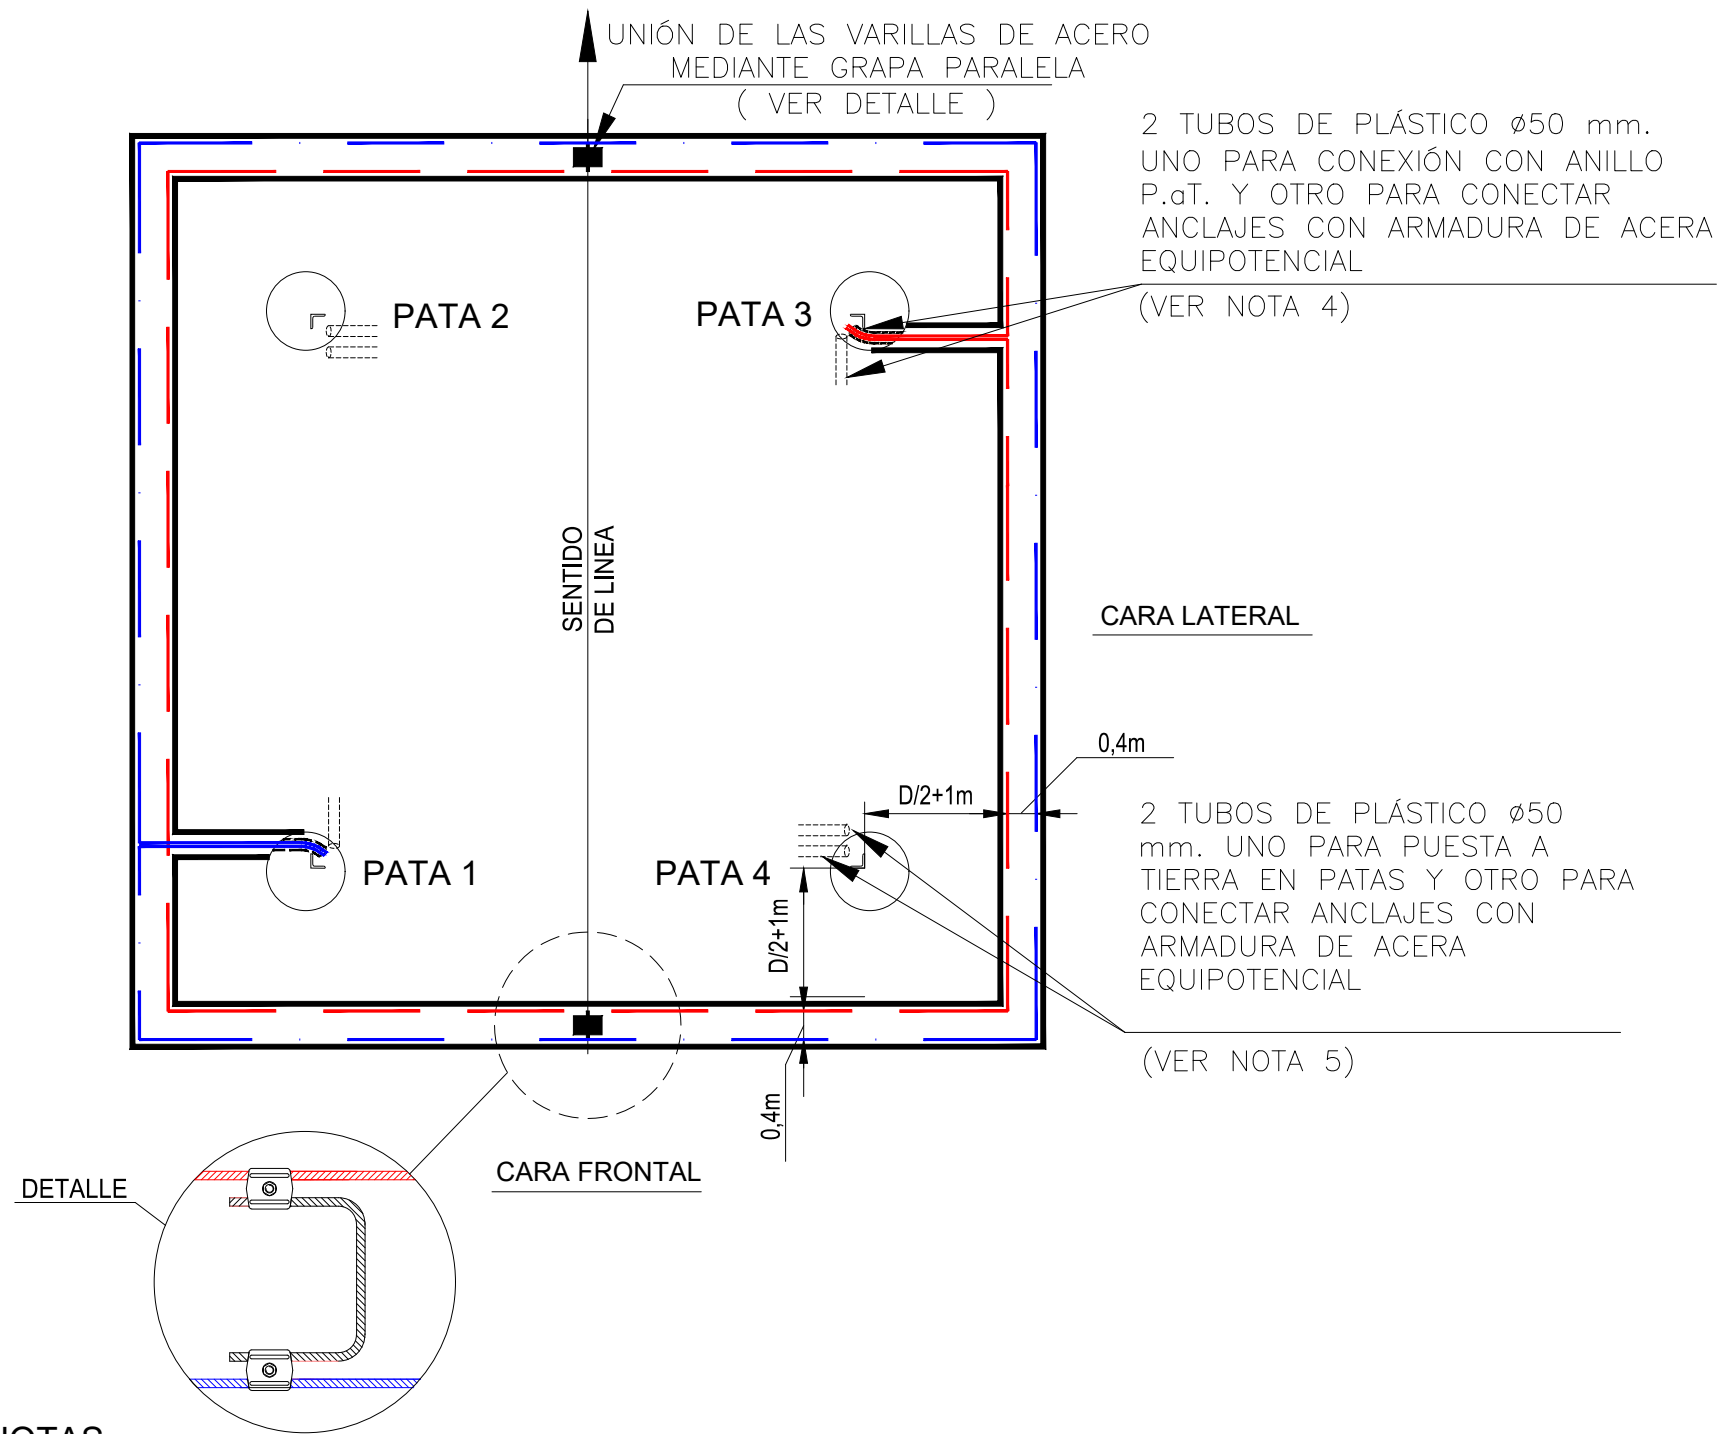 UNIÓN DE LAS VARILLAS DE ACERO
MEDIANTE GRAPA PARALELA
( VER DETALLE )
2 TUBOS DE PLÁSTICO ø50 mm.
UNO PARA CONEXIÓN CON ANILLO
P.aT. Y OTRO PARA CONECTAR
ANCLAJES CON ARMADURA DE ACERA
EQUIPOTENCIAL
(VER NOTA 4)
PATA 2
PATA 3
SENTIDO
DE LINEA
CARA LATERAL
0,4m
D/2+1m
2 TUBOS DE PLÁSTICO ø50
mm. UNO PARA PUESTA A
TIERRA EN PATAS Y OTRO PARA
CONECTAR ANCLAJES CON
ARMADURA DE ACERA
EQUIPOTENCIAL
(VER NOTA 5)
PATA 1
PATA 4
D/2+1m
0,4m
CARA FRONTAL
DETALLE
NOTAS